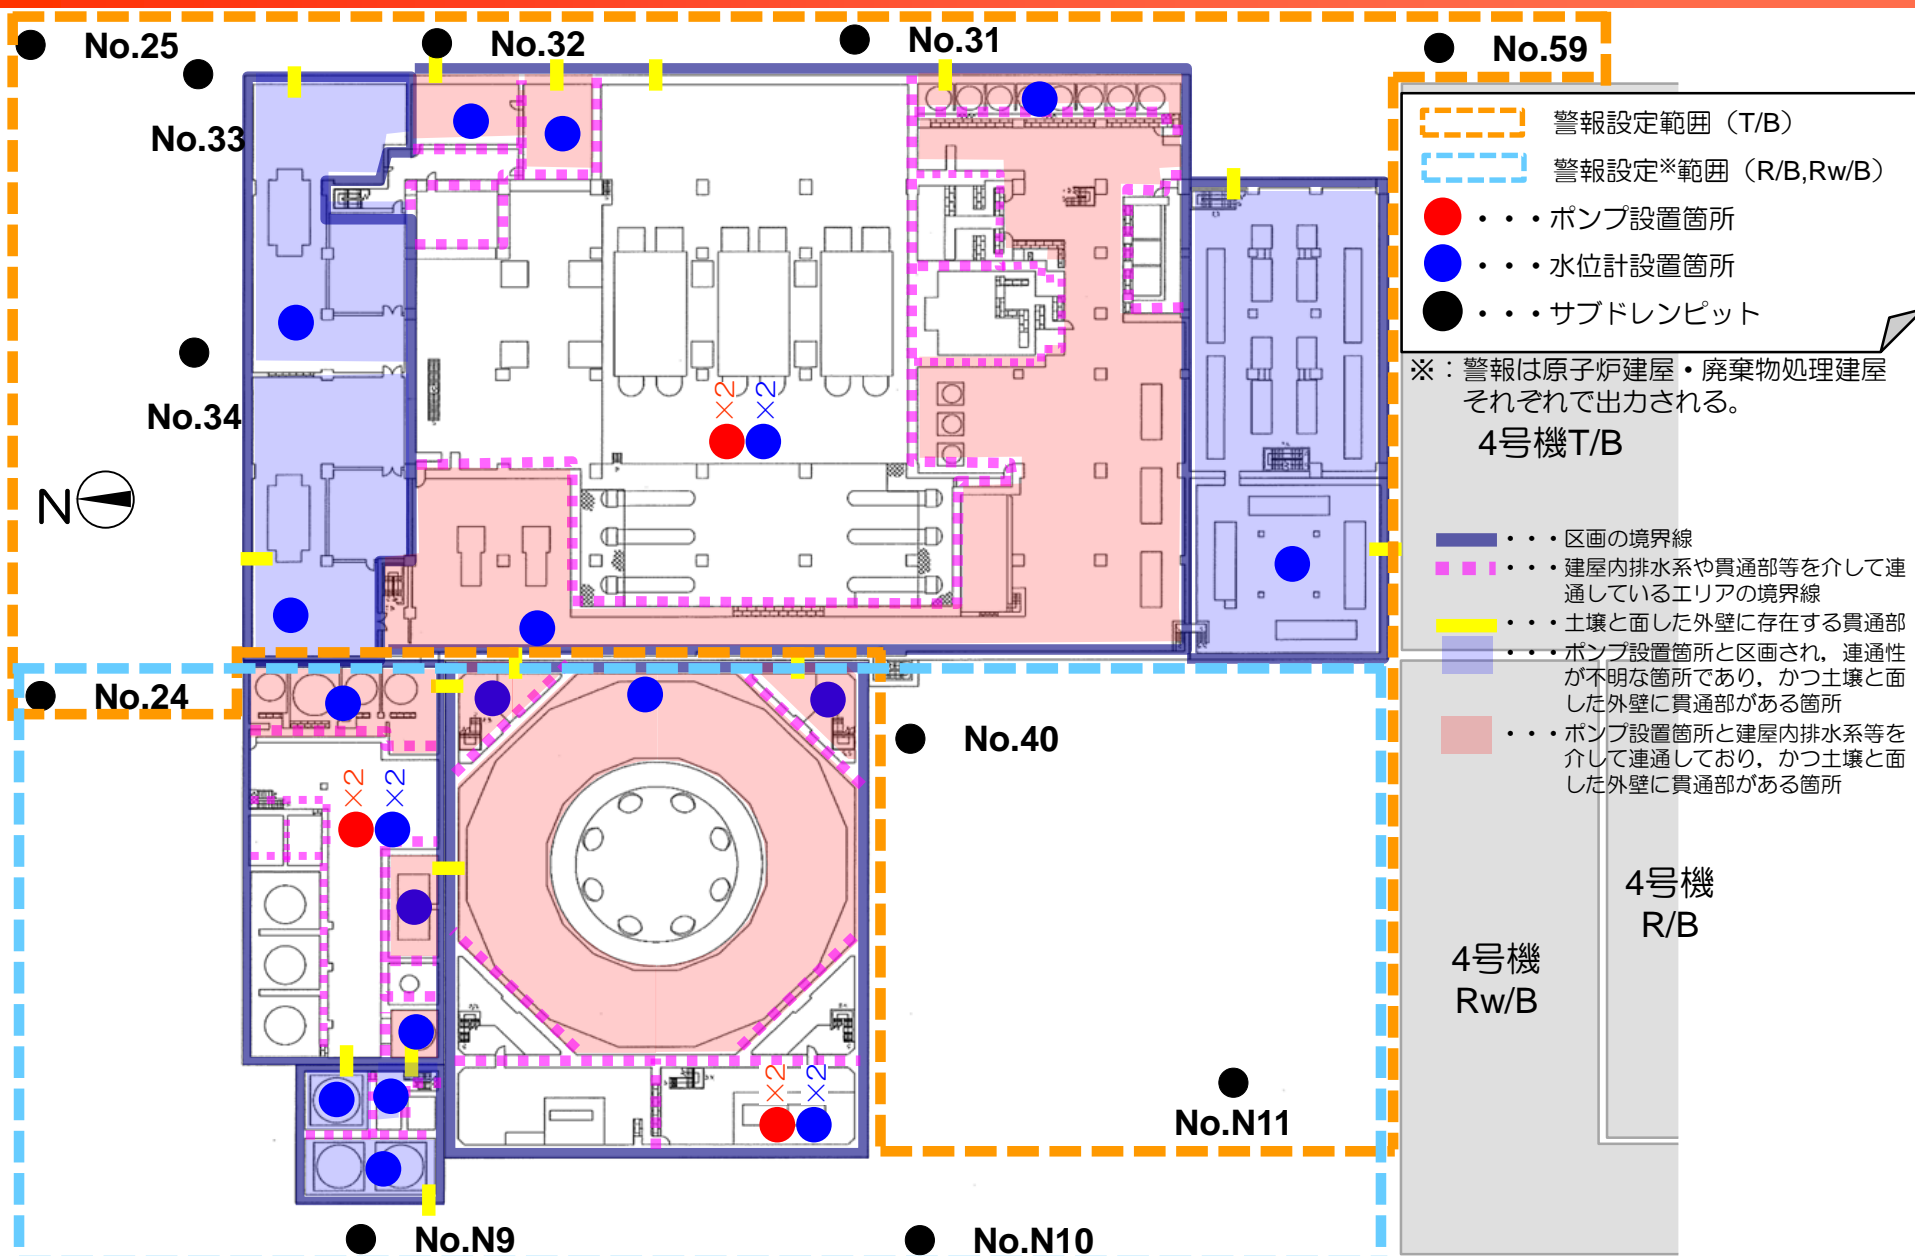 No.25
No.32
No.31
No.59
No.33
No.34
N
No.24
×2
×2
×2
×2
×2
×2
No.40
No.N11
No.N9
No.N10
警報設定範囲（T/B）
警報設定※範囲（R/B,Rw/B）
・・・ポンプ設置箇所
・・・水位計設置箇所
・・・サブドレンピット
※：警報は原子炉建屋・廃棄物処理建屋
それぞれで出力される。
4号機T/B
・・・区画の境界線
・・・建屋内排水系や貫通部等を介して連
通しているエリアの境界線
・・・土壌と面した外壁に存在する貫通部
・・・ポンプ設置箇所と区画され，連通性
が不明な箇所であり，かつ土壌と面
した外壁に貫通部がある箇所
・・・ポンプ設置箇所と建屋内排水系等を
介して連通しており，かつ土壌と面
した外壁に貫通部がある箇所
4号機
R/B
4号機
Rw/B